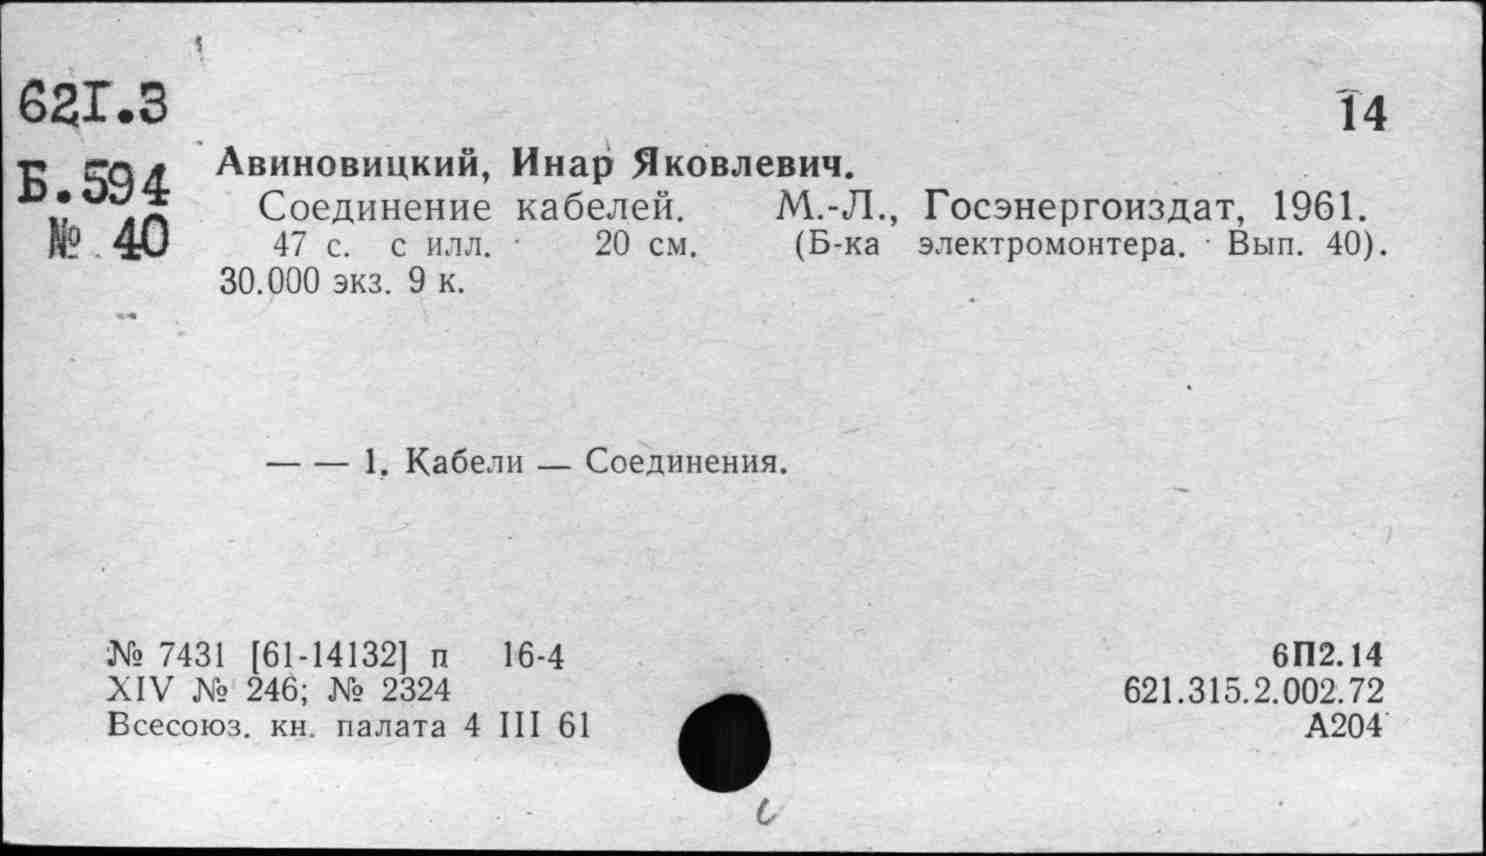 621.3
14
Б.594
№ 40
Авиновицкий, Инар Яковлевич.
Соединение кабелей. М.-Л., Госэнергоиздат, 1961.
47 с. с илл. 20 см. (Б-ка электромонтера. Вып. 40).
30.000 экз. 9 к.
— — 1. Кабели — Соединения.
№ 7431 [61-14132] п 16-4
6П2.14
XIV № 246; № 2324
621.315.2.002.72
Всесоюз. кн. палата 4 III 61
А204